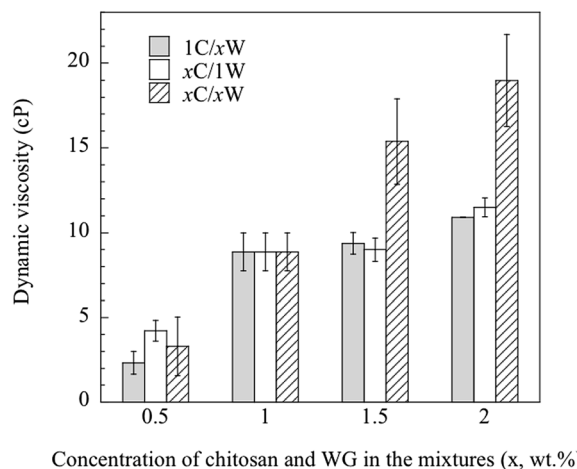 20
15
10
5
0
Dynamic viscosity (cP)
1C/xW
xC/1W
xC/xW
0.5 1 1.5 2
Concentration of chitosan and WG in the mixtures (x, wt.%)